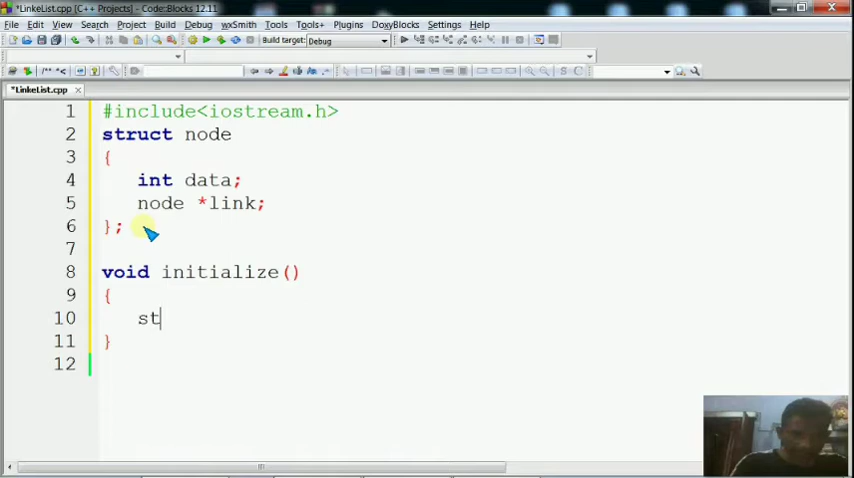 *LinkeList.cpp [C++ Projects] - Code::Blocks 12.11
File Edit View Search Project Build Debug wxSmith Tools Tools+ Plugins DoxyBlocks Settings Help
Build target: Debug
/** *<
S C
*LinkeList.cpp x
1 #include<iostream.h>
2 struct node
3 {
4 int data;
5 node *link;
6 };
7
8 void initialize()
9 {
10 st
11 }
12